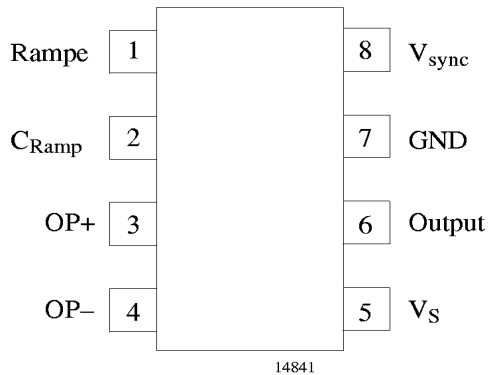 Rampe 1 8 Vsync
CRamp 2 7 GND
OP+ 3 6 Output
OP– 4 5 VS
14841